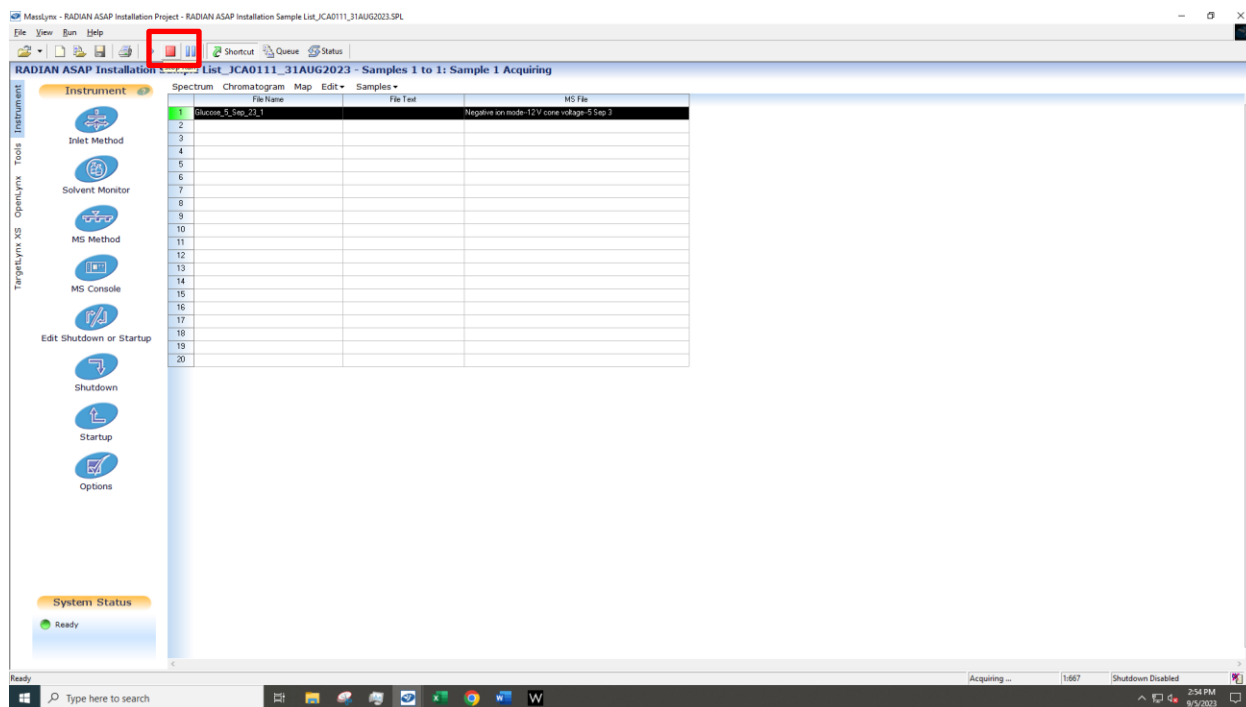 MassLynx - RADIAN ASAP Installation Project - RADIAN ASAP Installation Sample List_JCA0111_31AUG2023.SPL
File View Run Help
Shortcut Queue Status
RADIAN ASAP Installation List_JCA0111_31AUG2023 - Samples 1 to 1: Sample 1 Acquiring
Instrument
Tools
OpenLynx
TargetLynx XS
Instrument
Inlet Method
Solvent Monitor
MS Method
MS Console
Edit Shutdown or Startup
Shutdown
Startup
Options
System Status
Ready
Spectrum Chromatogram Map Edit Samples
File Name File Text MS File
1 Glucose_5_Sep_23_1 Negative ion mode-12 V cone voltage-5 Sep 3
2
3
4
5
6
7
8
9
10
11
12
13
14
15
16
17
18
19
20
Ready Acquiring ... 1:667 Shutdown Disabled
Type here to search
2:54 PM
9/5/2023